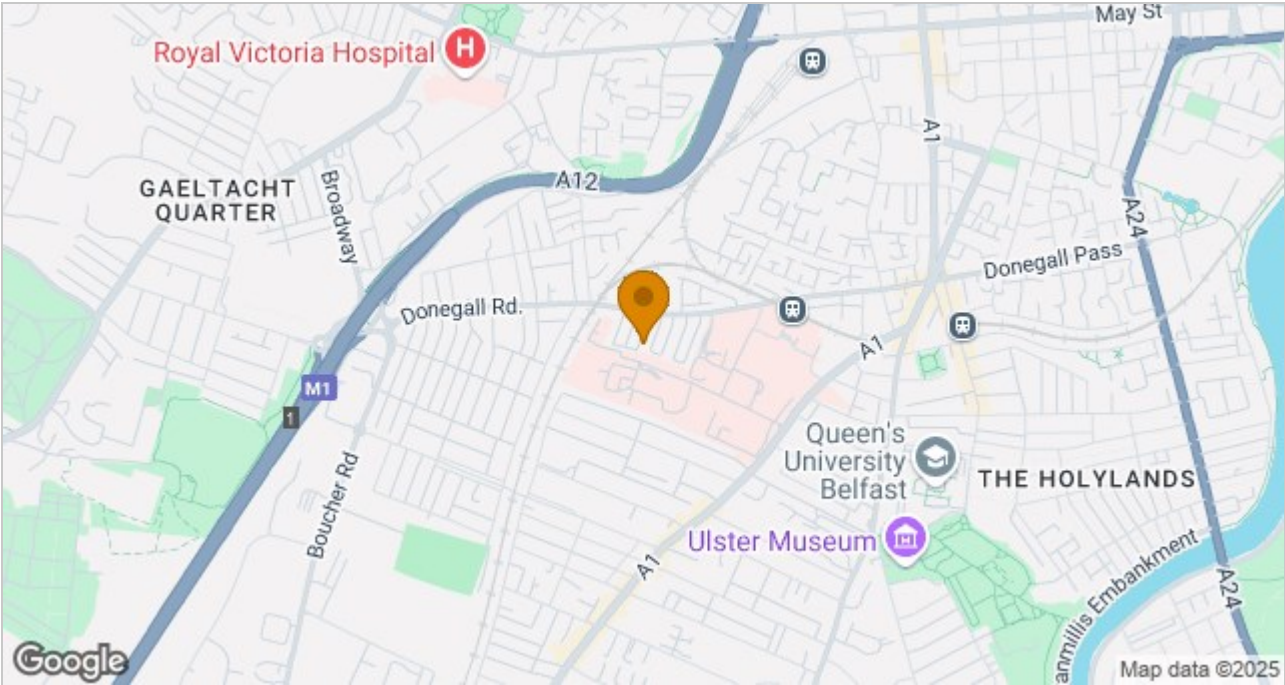 May St
Royal Victoria Hospital
H
A1
A12
GAELTACHT
QUARTER
Broadway
A24
Donegall Pass
Donegall Rd.
A1
M1
1
Queen's
University
Belfast
THE HOLYLANDS
Boucher Rd
Ulster Museum
A1
A24
anmillis Embankment
Google
Map data ©2025